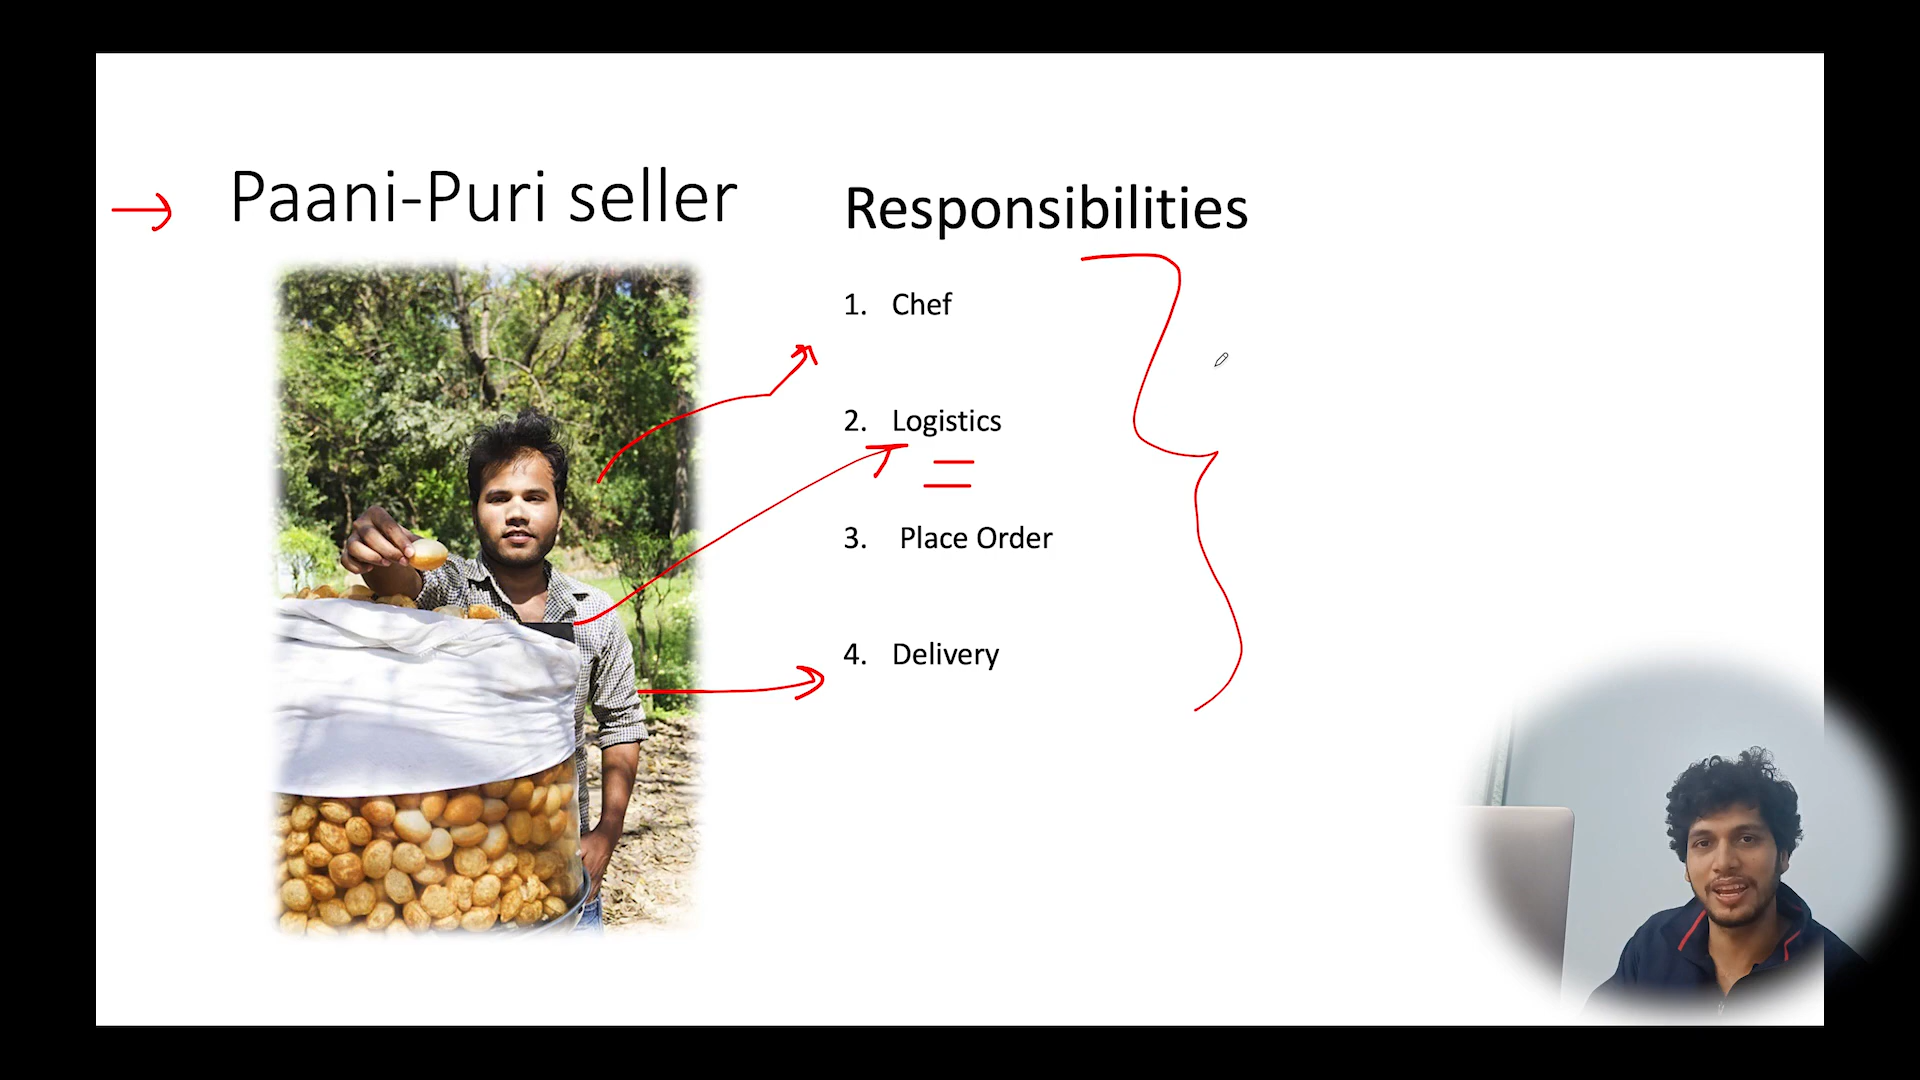 Paani-Puri seller
Responsibilities
1. Chef
2. Logistics
3. Place Order
4. Delivery